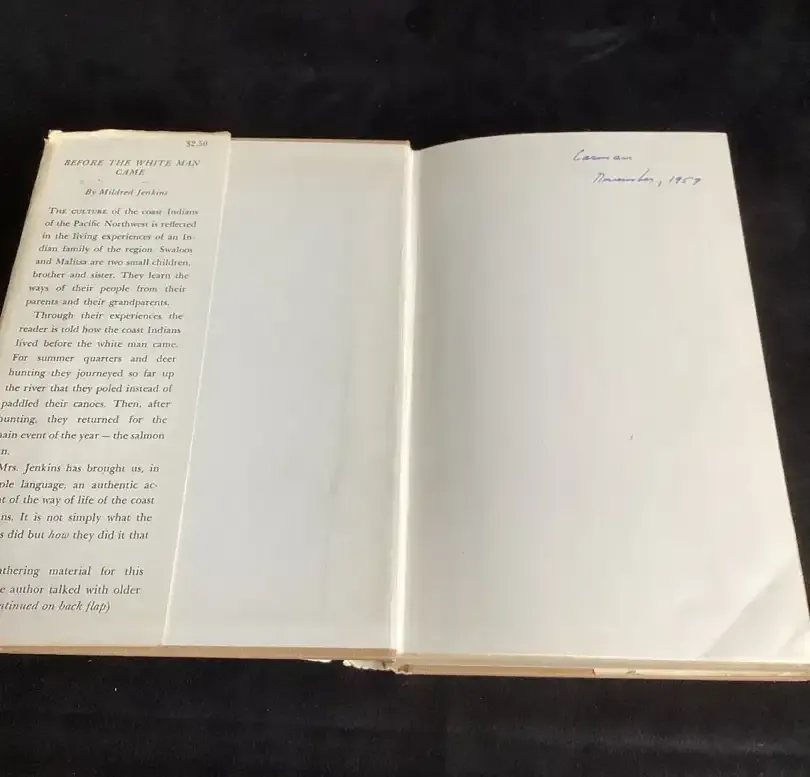 $2.50
BEFORE THE WHITE MAN
CAME
By Mildred Jenkins
THE CULTURE of the coast Indians
of the Pacific Northwest is reflected
in the living experiences of an In-
dian family of the region. Swaloos
and Malitsa are two small children,
brother and sister. They learn the
ways of their people from their
parents and their grandparents.
Through their experiences the
reader is told how the coast Indians
lived before the white man came.
For summer quarters and deer
hunting they journeyed so far up
the river that they poled instead of
paddled their canoes. Then, after
hunting, they returned for the
main event of the year — the salmon
n.
Mrs. Jenkins has brought us, in
ple language, an authentic ac-
t of the way of life of the coast
ns. It is not simply what the
s did but how they did it that
thering material for this
e author talked with older
ntinued on back flap)
November, 1959